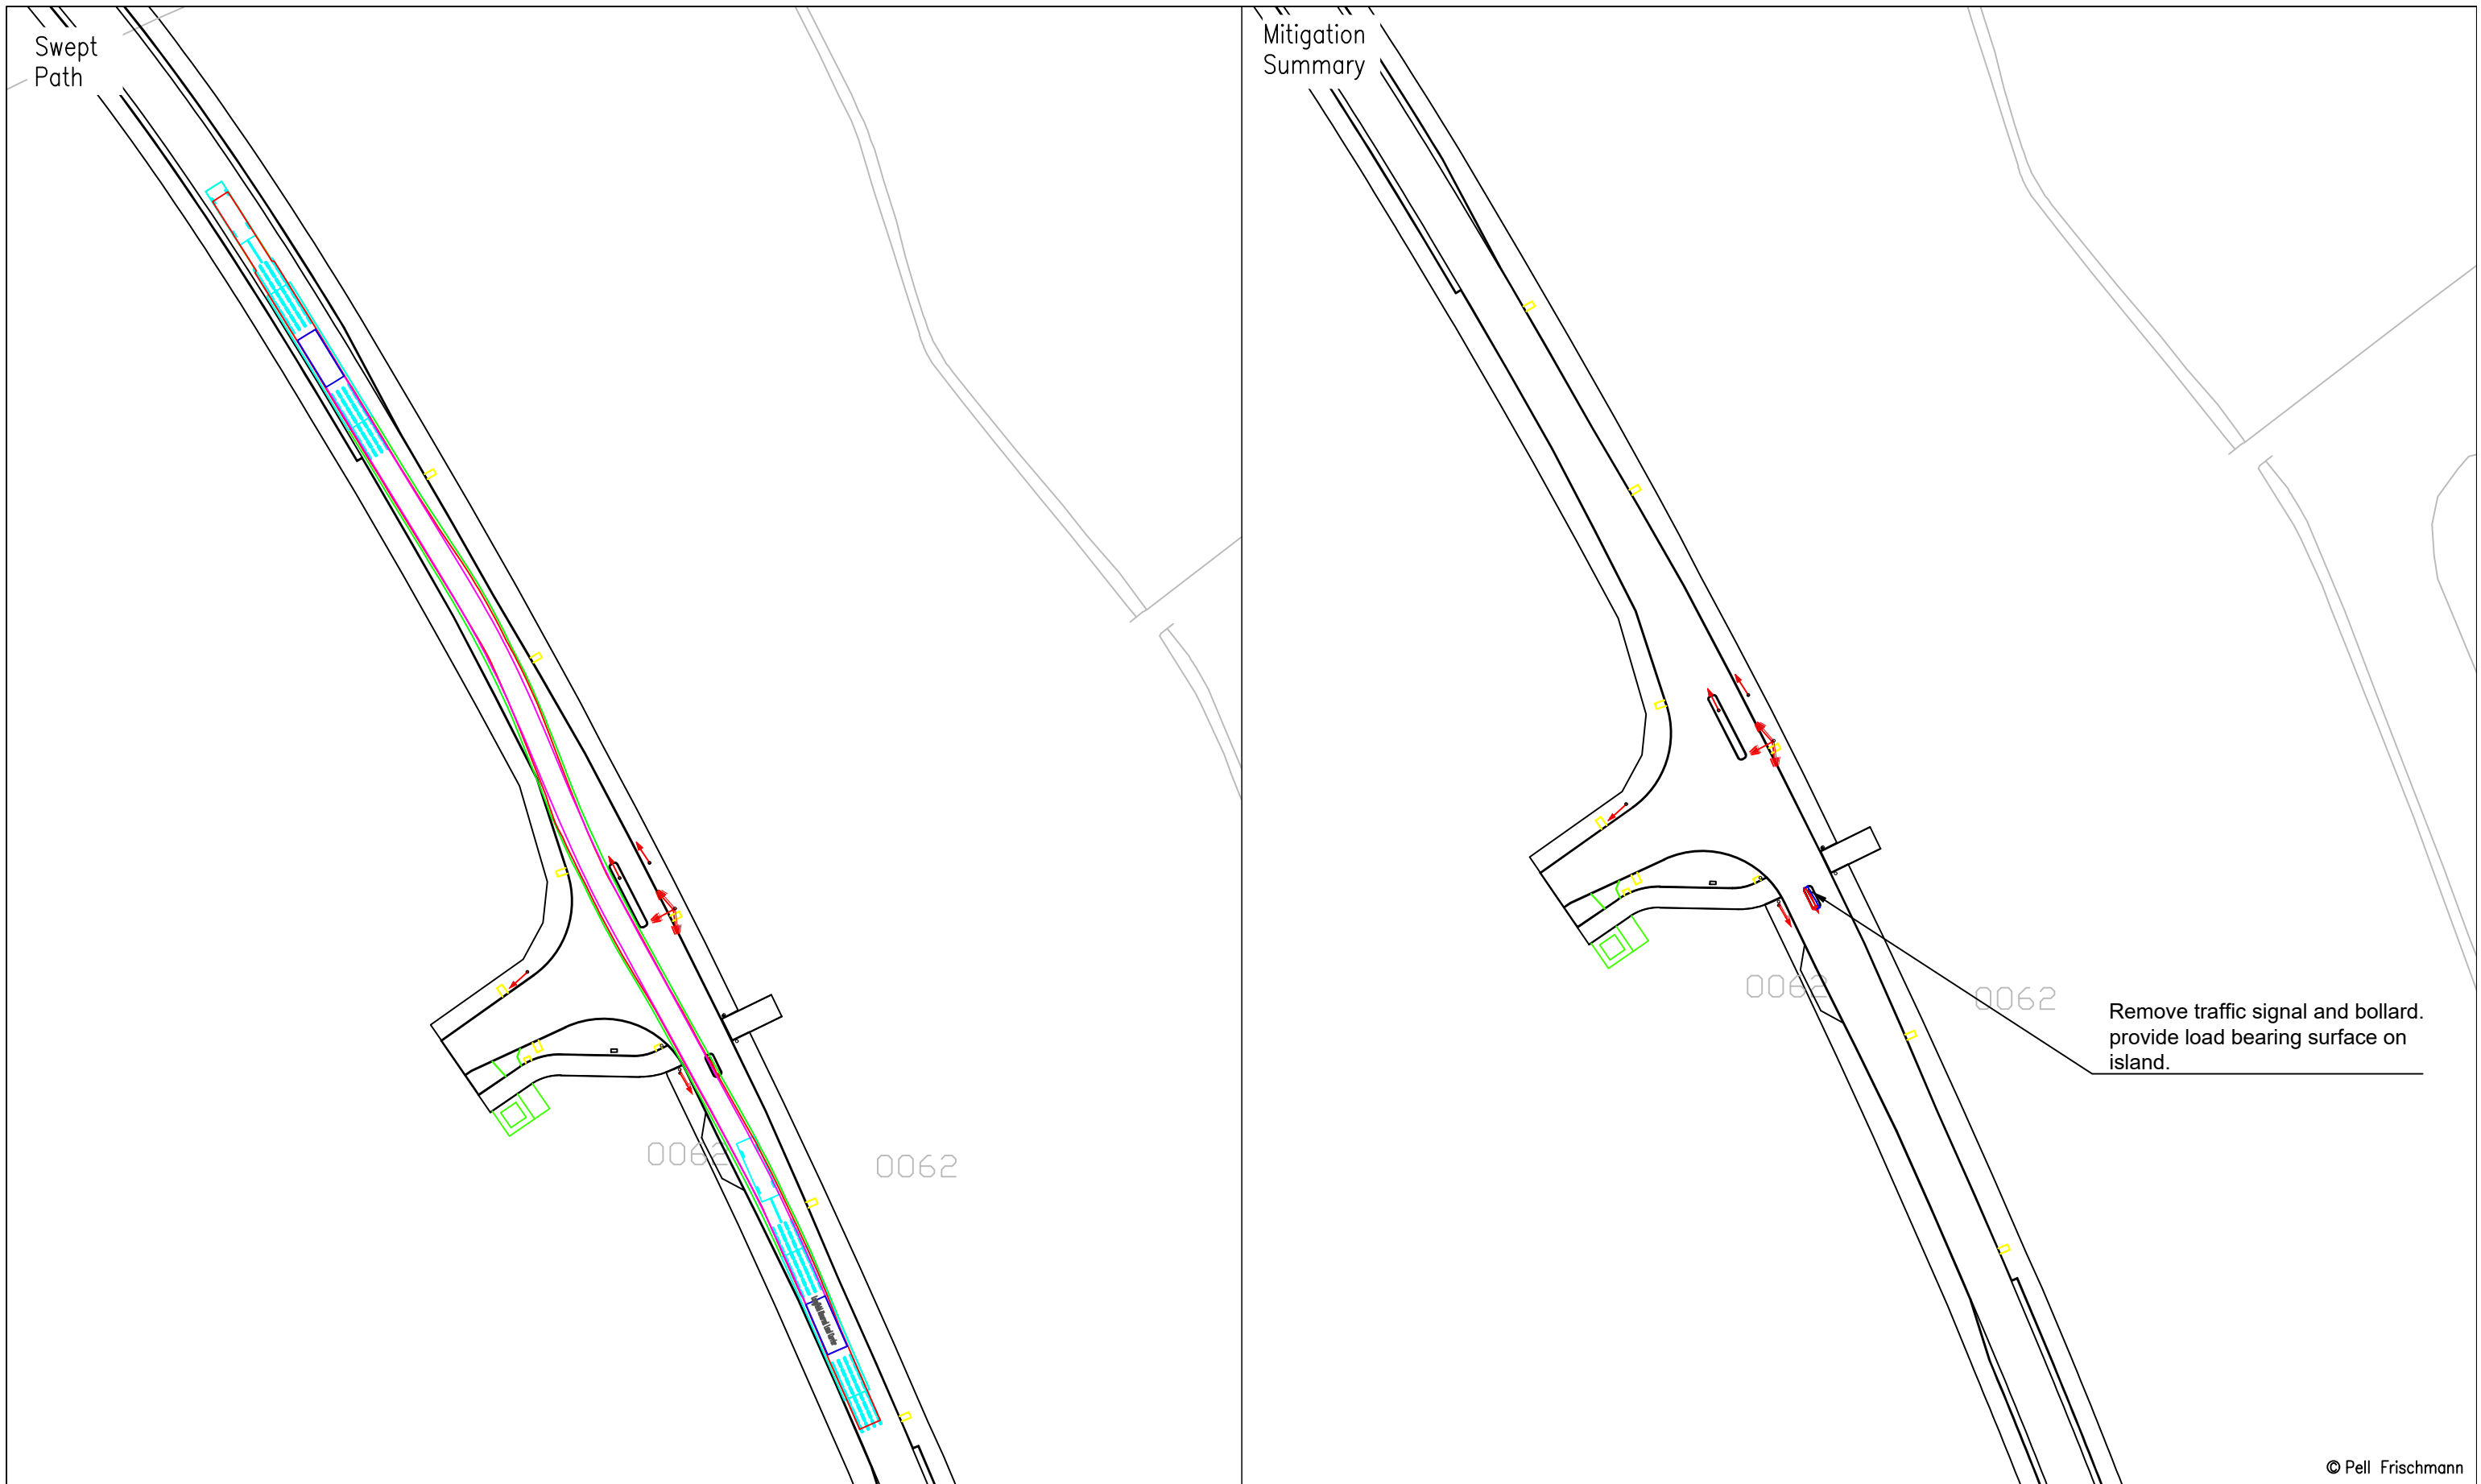 Swept
Path
Mitigation
Summary
0062
0062
0062
0062
Remove traffic signal and bollard.
provide load bearing surface on
island.
© Pell Frischmann